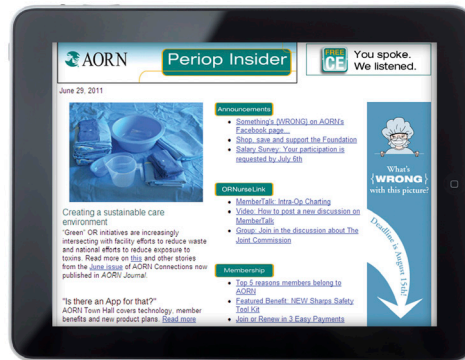 AORN
Periop Insider
FREE
CE
You spoke.
We listened.
June 29, 2011
Creating a sustainable care
environment
"Green" OR initiatives are increasingly
intersecting with facility efforts to reduce waste
and national efforts to reduce exposure to
toxins. Read more on this and other stories
from the June issue of AORN Connections now
published in AORN Journal.
"Is there an App for that?"
AORN Town Hall covers technology, member
benefits and new product plans. Read more
Announcements
Something's {WRONG} on AORN's
Facebook page...
Shop, save and support the Foundation
Salary Survey: Your participation is
requested by July 6th
ORNurseLink
MemberTalk: Intra-Op Charting
Video: How to post a new discussion on
MemberTalk
Group: Join in the discussion about The
Joint Commission
Membership
Top 5 reasons members belong to
AORN
Featured Benefit: NEW Sharps Safety
Tool Kit
Join or Renew in 3 Easy Payments
What's
{WRONG}
with this picture?
Deadline is August 15th!